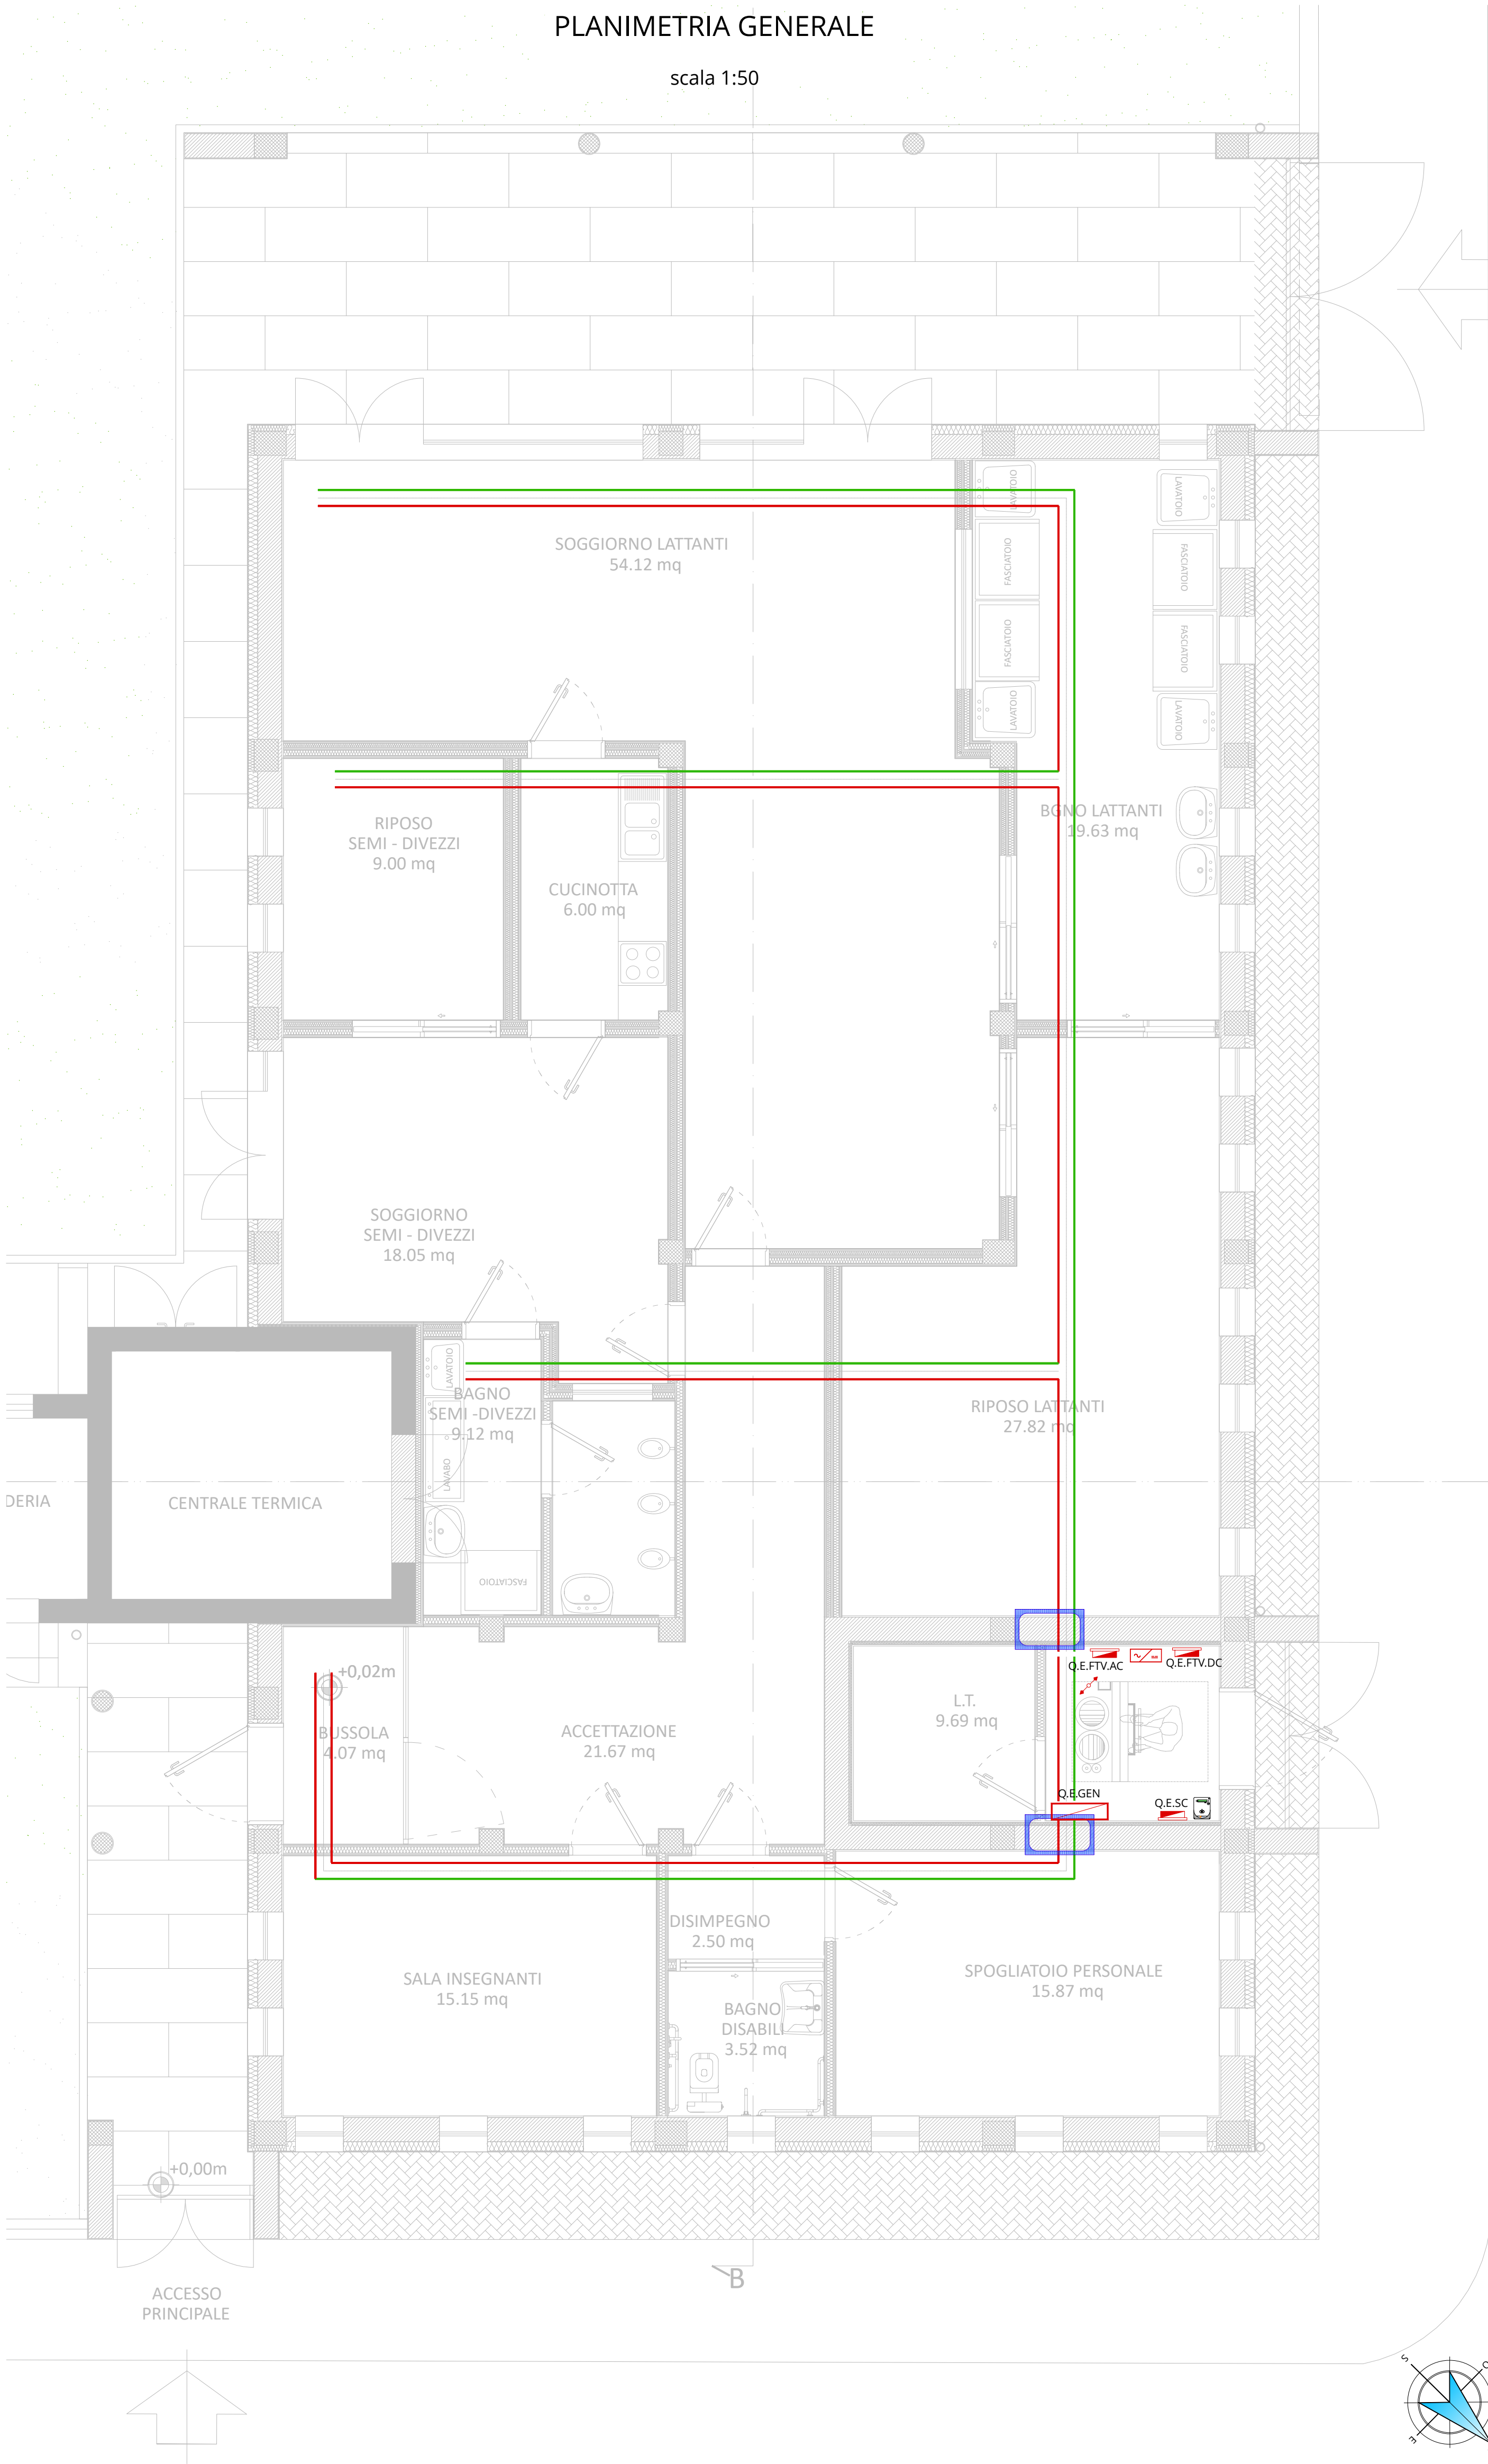 PLANIMETRIA GENERALE
scala 1:50
LAVATOIO
LAVATOIO
SOGGIORNO LATTANTI
54.12 mq
FASCIATOIO
FASCIATOIO
FASCIATOIO
FASCIATOIO
LAVATOIO
LAVATOIO
BGNO LATTANTI
19.63 mq
RIPOSO
SEMI - DIVEZZI
9.00 mq
CUCINOTTA
6.00 mq
SOGGIORNO
SEMI - DIVEZZI
18.05 mq
LAVATOIO
BAGNO
SEMI -DIVEZZI
9.12 mq
RIPOSO LATTANTI
27.82 mq
LAVABO
DERIA
CENTRALE TERMICA
FASCIATOIO
+0,02m
Q.E.FTV.AC
Q.E.FTV.DC
L.T.
9.69 mq
BUSSOLA
4.07 mq
ACCETTAZIONE
21.67 mq
Q.E.GEN
Q.E.SC
DISIMPEGNO
2.50 mq
SALA INSEGNANTI
15.15 mq
SPOGLIATOIO PERSONALE
15.87 mq
BAGNO
DISABILI
3.52 mq
+0,00m
B
ACCESSO
PRINCIPALE
S
O
E